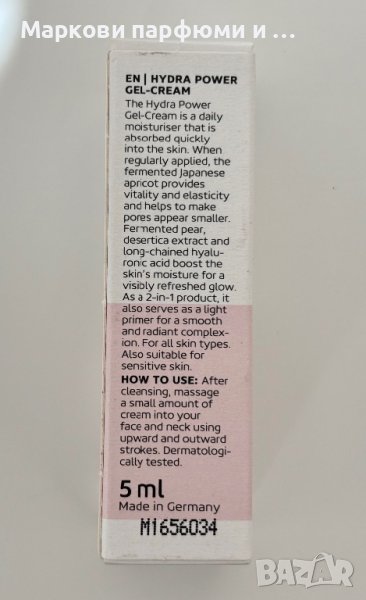 Маркови парфюми и ...
EN | HYDRA POWER
GEL-CREAM
The Hydra Power
Gel-Cream is a daily
moisturiser that is
absorbed quickly
into the skin. When
regularly applied, the
fermented Japanese
apricot provides
vitality and elasticity
and helps to make
pores appear smaller.
Fermented pear,
desertica extract and
long-chained hyalu-
ronic acid boost the
skin's moisture for a
visibly refreshed glow.
As a 2-in-1 product, it
also serves as a light
primer for a smooth
and radiant complex-
ion. For all skin types.
Also suitable for
sensitive skin.
HOW TO USE: After
cleansing, massage
a small amount of
cream into your
face and neck using
upward and outward
strokes. Dermatologi-
cally tested.
5 ml
Made in Germany
M1656034
BAZAR